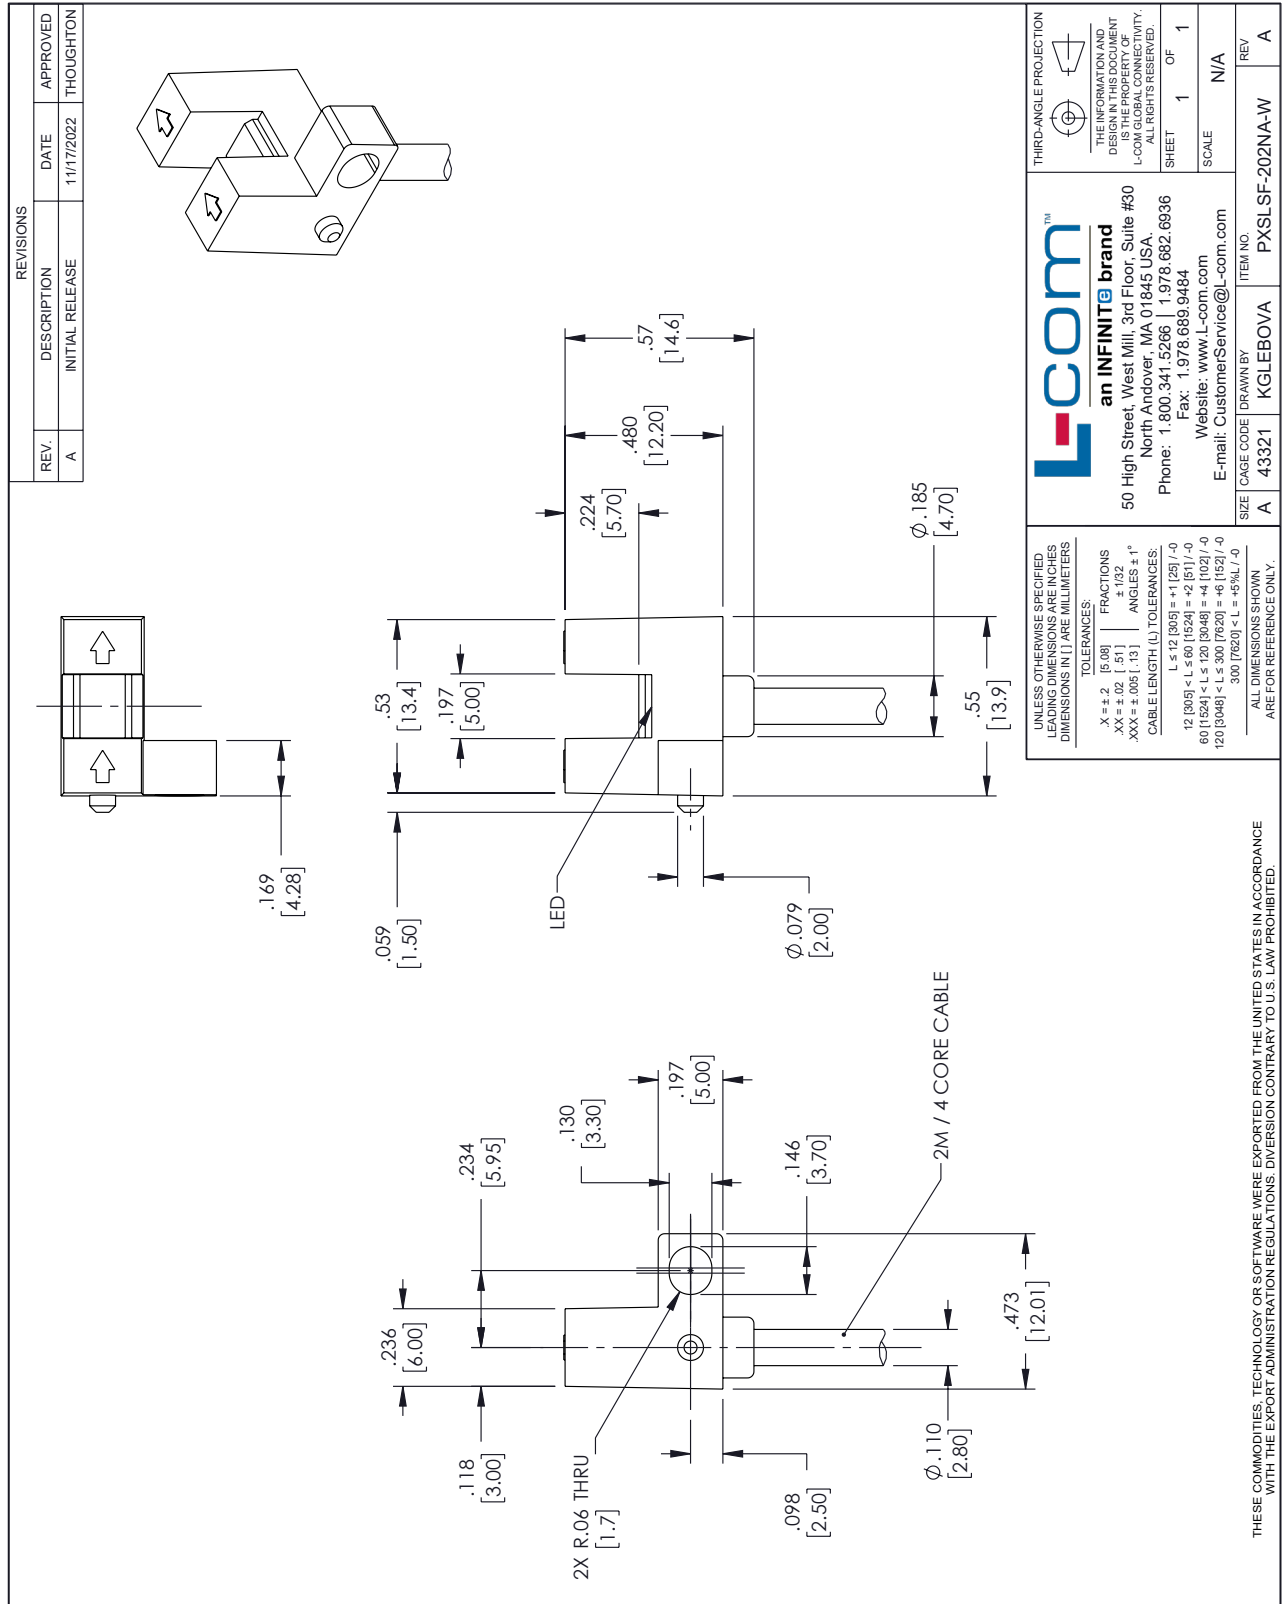 REVISIONS
REV. DESCRIPTION DATE APPROVED
A INITIAL RELEASE 11/17/2022 THOUGHTON
.169
[4.28]
.059
[1.50]
.53
[13.4]
.197
[5.00]
.224
[5.70]
.480
[12.20]
.57
[14.6]
LED
Ø.079
[2.00]
Ø.185
[4.70]
.55
[13.9]
.118
[3.00]
.236
[6.00]
.234
[5.95]
.130
[3.30]
.197
[5.00]
2X R.06 THRU
[1.7]
.098
[2.50]
.146
[3.70]
2M / 4 CORE CABLE
Ø.110
[2.80]
.473
[12.01]
UNLESS OTHERWISE SPECIFIED
LEADING DIMENSIONS ARE INCHES
DIMENSIONS IN [ ] ARE MILLIMETERS
TOLERANCES:
.X = ± .2 [5.08] FRACTIONS
.XX = ± .02 [ .51] ± 1/32
.XXX = ± .005 [ .13 ] ANGLES ± 1°
CABLE LENGTH (L) TOLERANCES:
L ≤ 12 [305] = +1 [25] / -0
12 [305] < L ≤ 60 [1524] = +2 [51] / -0
60 [1524] < L ≤ 120 [3048] = +4 [102] / -0
120 [3048] < L ≤ 300 [7620] = +6 [152] / -0
300 [7620] < L = +5%L / -0
ALL DIMENSIONS SHOWN
ARE FOR REFERENCE ONLY.
L-com™
an INFINITe brand
50 High Street, West Mill, 3rd Floor, Suite #30
North Andover, MA 01845 USA.
Phone: 1.800.341.5266 | 1.978.682.6936
Fax: 1.978.689.9484
Website: www.L-com.com
E-mail: CustomerService@L-com.com
THIRD-ANGLE PROJECTION
THE INFORMATION AND
DESIGN IN THIS DOCUMENT
IS THE PROPERTY OF
L-COM GLOBAL CONNECTIVITY.
ALL RIGHTS RESERVED.
SHEET 1 OF 1
SCALE N/A
SIZE A
CAGE CODE 43321
DRAWN BY KGLEBOVA
ITEM NO. PXSLSF-202NA-W
REV A
THESE COMMODITIES, TECHNOLOGY OR SOFTWARE WERE EXPORTED FROM THE UNITED STATES IN ACCORDANCE
WITH THE EXPORT ADMINISTRATION REGULATIONS. DIVERSION CONTRARY TO U.S. LAW PROHIBITED.